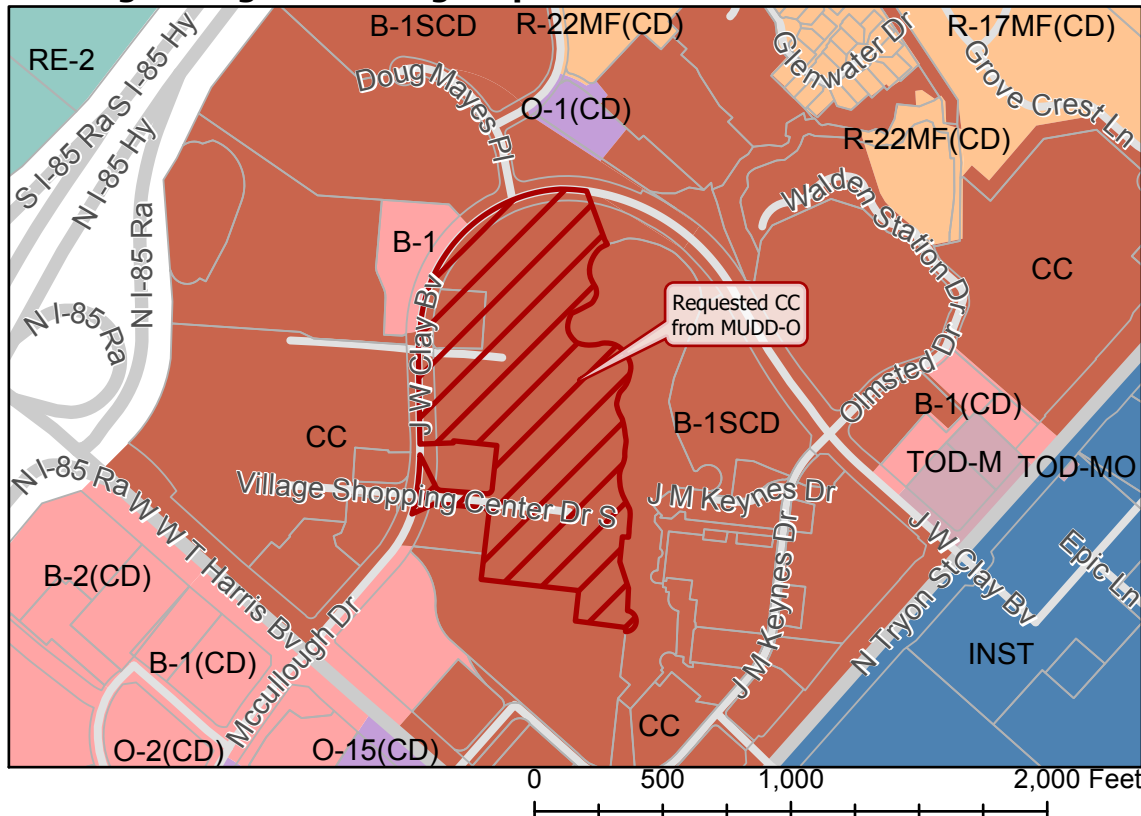 B-1SCD
R-22MF(CD)
R-17MF(CD)
RE-2
S I-85 Ra
S I-85 Hy
N I-85 Hy
N I-85 Ra
Doug Mayes Pl
O-1(CD)
Glenwater Dr
Grove Crest Ln
R-22MF(CD)
Walden Station Dr
B-1
CC
Requested CC
from MUDD-O
N I-85 Ra
J W Clay Bv
Olmsted Dr
B-1(CD)
B-1SCD
CC
TOD-M
TOD-MO
N I-85 Ra
Village Shopping Center Dr S
J M Keynes Dr
W W T Harris Bv
J M Keynes Dr
J W Clay Bv
Epic Ln
B-2(CD)
Mccullough Dr
N Tryon St
B-1(CD)
INST
CC
O-2(CD)
O-15(CD)
0
500
1,000
2,000 Feet